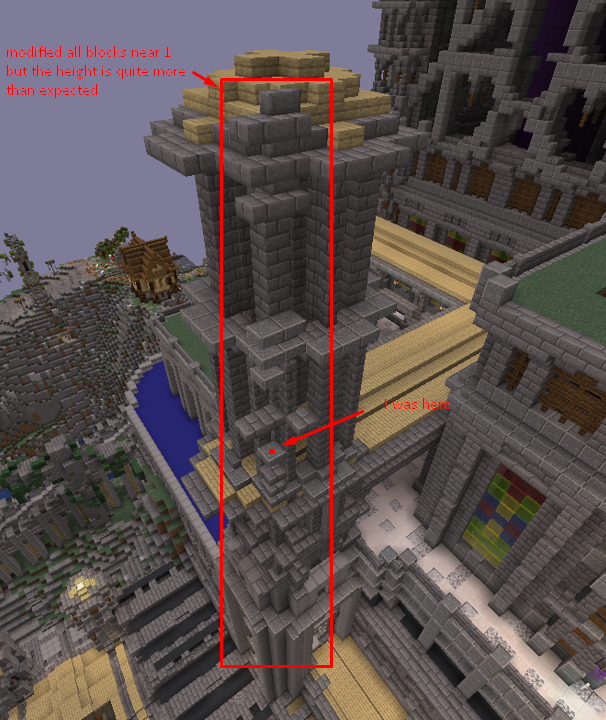 modified all blocks near 1
but the height is quite more
than expected
I was here